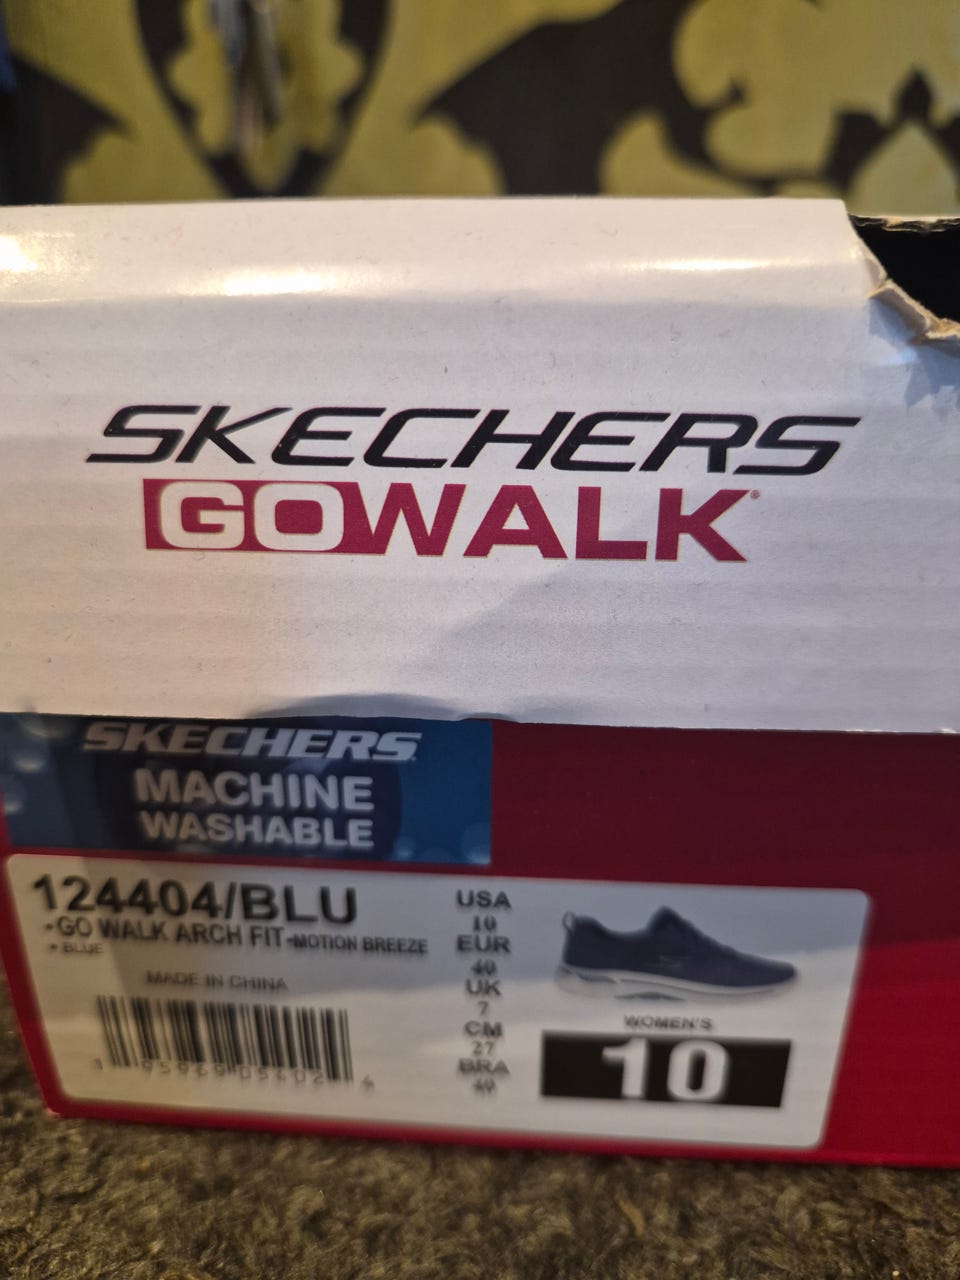 SKECHERS
GOWALK®
SKECHERS
MACHINE
WASHABLE
124404/BLU
•GO WALK ARCH FIT-MOTION BREEZE
• BLUE
MADE IN CHINA
USA
10
EUR
40
UK
7
CM
27
BRA
WOMEN'S
10